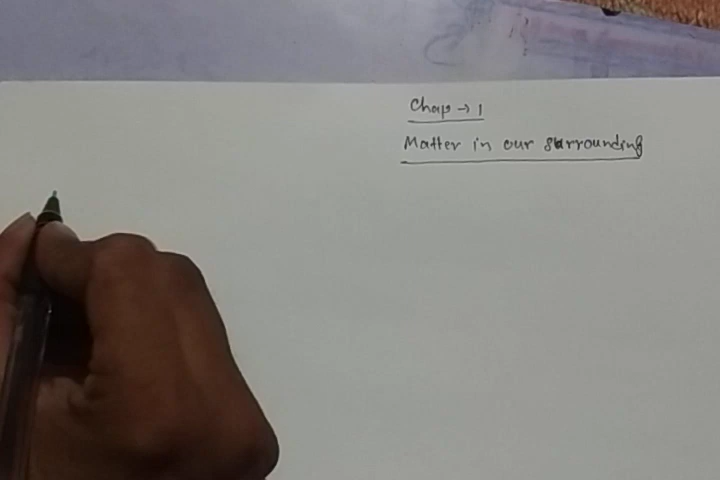 Chap → 1
Matter in our surrounding